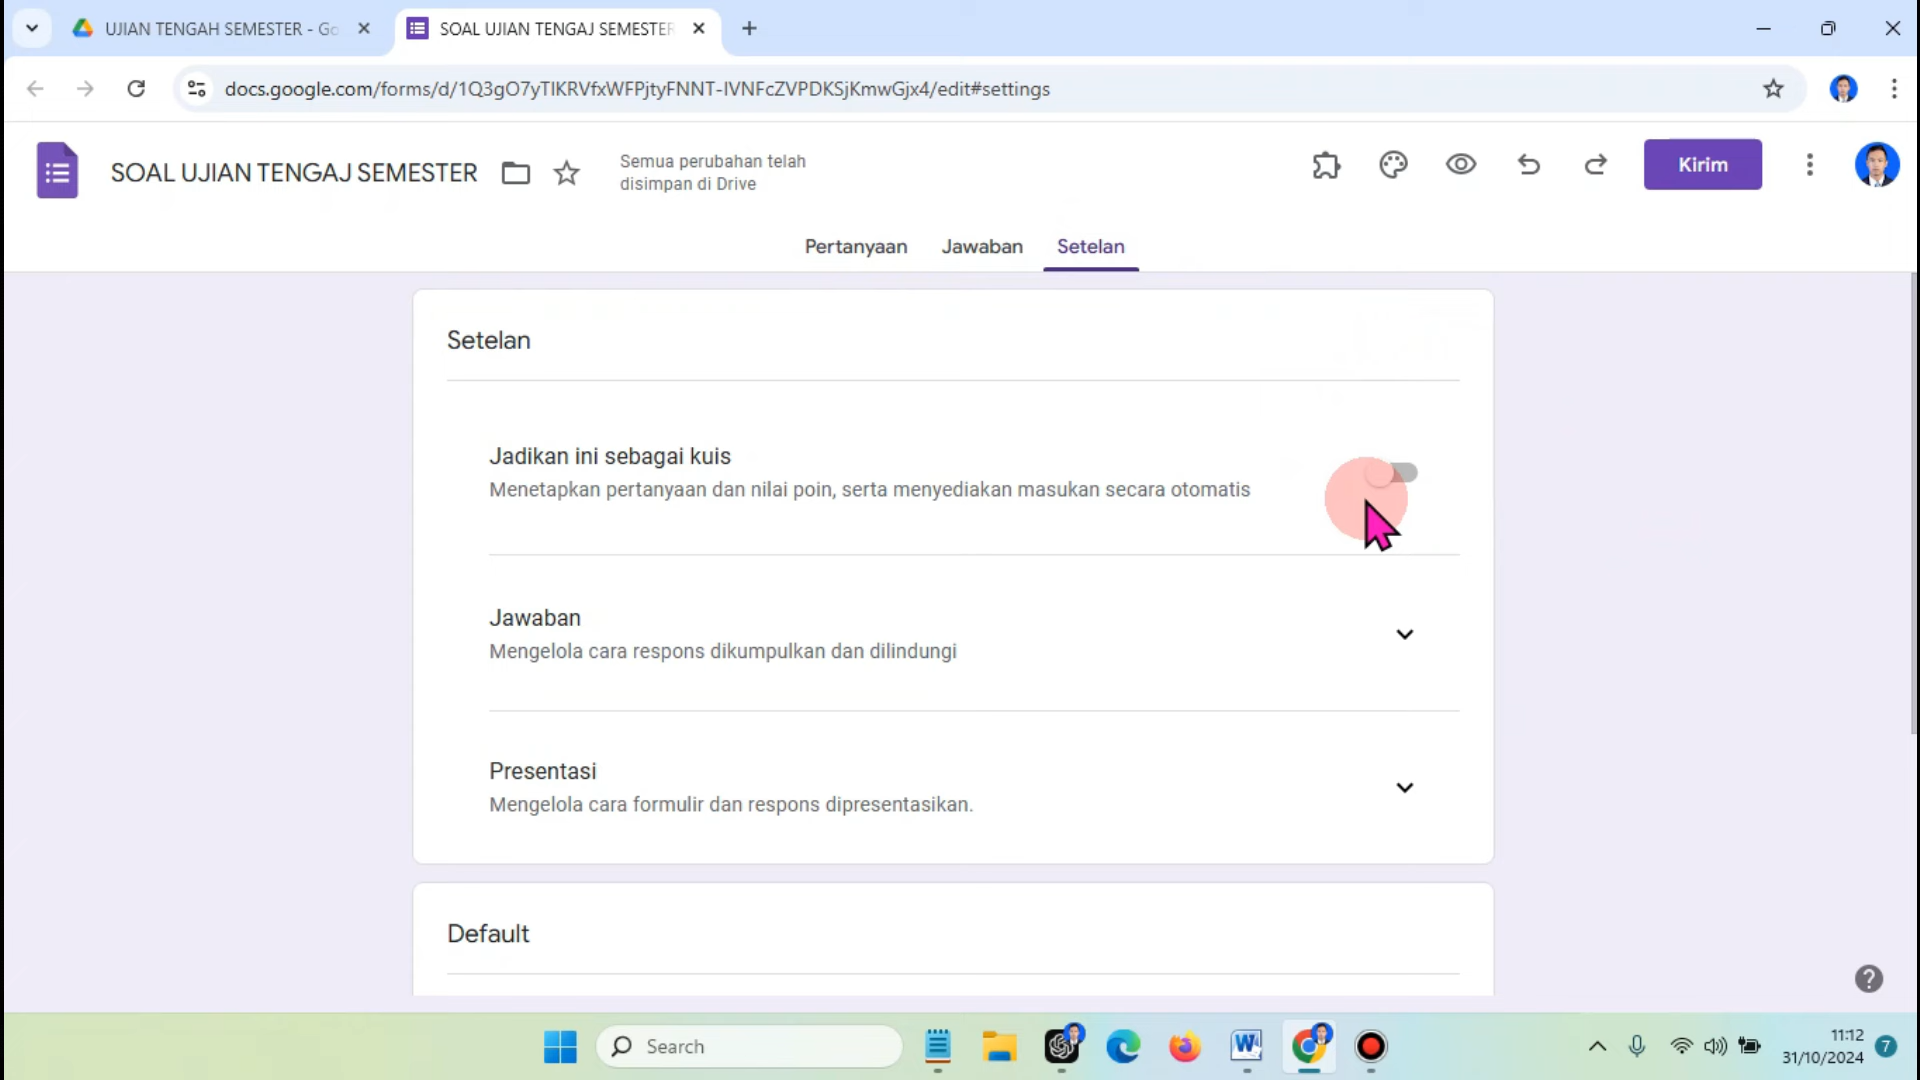 UJIAN TENGAH SEMESTER - Go
SOAL UJIAN TENGAJ SEMESTER
docs.google.com/forms/d/1Q3gO7yTIKRVfxWFPjtyFNNT-IVNFcZVPDKSjKmwGjx4/edit#settings
SOAL UJIAN TENGAJ SEMESTER
Semua perubahan telah
disimpan di Drive
Kirim
Pertanyaan Jawaban Setelan
Setelan
Jadikan ini sebagai kuis
Menetapkan pertanyaan dan nilai poin, serta menyediakan masukan secara otomatis
Jawaban
Mengelola cara respons dikumpulkan dan dilindungi
Presentasi
Mengelola cara formulir dan respons dipresentasikan.
Default
Search
11:12
31/10/2024
7